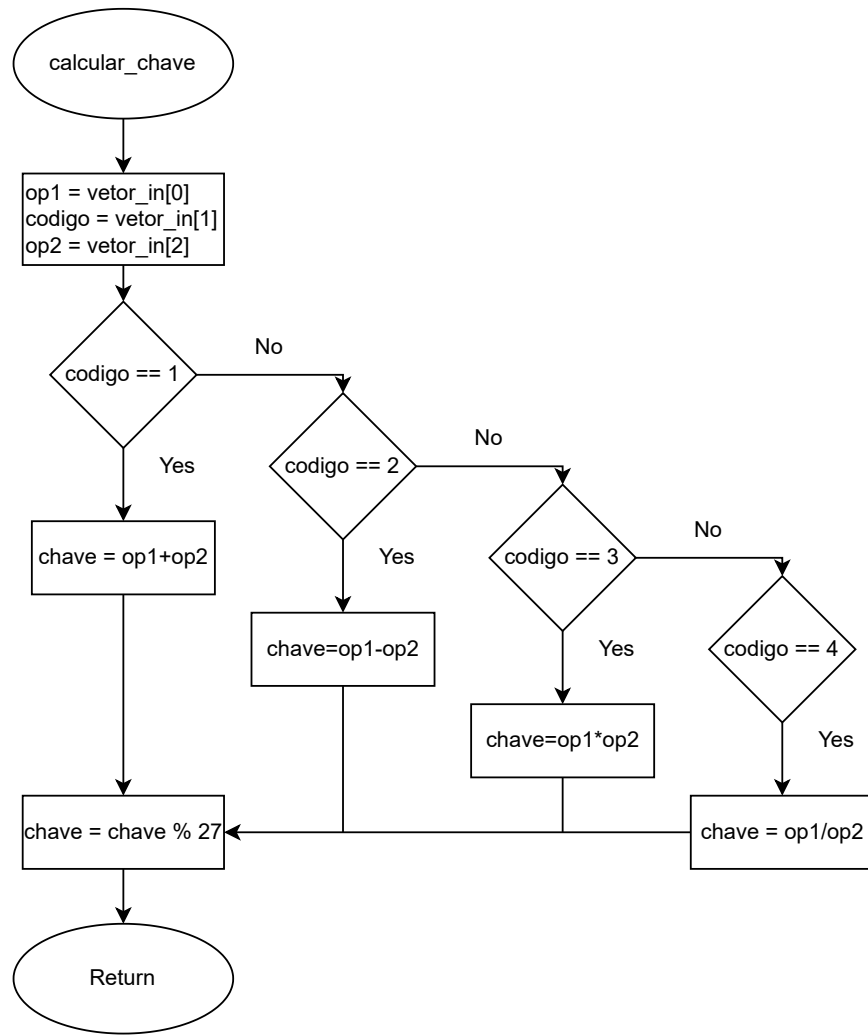 calcular_chave
op1 = vetor_in[0]
codigo = vetor_in[1]
op2 = vetor_in[2]
No
codigo == 1
No
Yes
codigo == 2
No
chave = op1+op2
Yes
codigo == 3
chave=op1-op2
Yes
codigo == 4
chave=op1*op2
Yes
chave = chave % 27
chave = op1/op2
Return